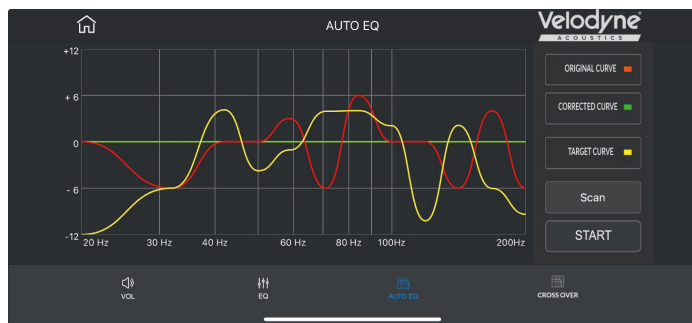 AUTO EQ
Velodyne
ACOUSTICS
+12
+ 6
0
- 6
-12
20 Hz
30 Hz
40 Hz
60 Hz
80 Hz
100Hz
200Hz
ORIGINAL CURVE
CORRECTED CURVE
TARGET CURVE
Scan
START
VOL
EQ
AUTO EQ
CROSS OVER